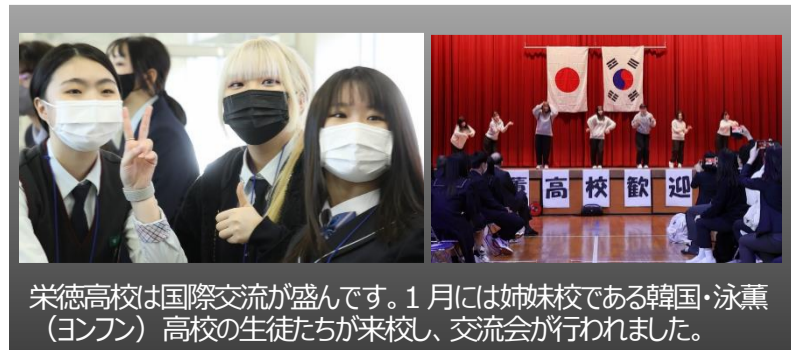 薫高校歓迎
栄徳高校は国際交流が盛んです。1月には姉妹校である韓国・泳薫
（ヨンフン）高校の生徒たちが来校し、交流会が行われました。